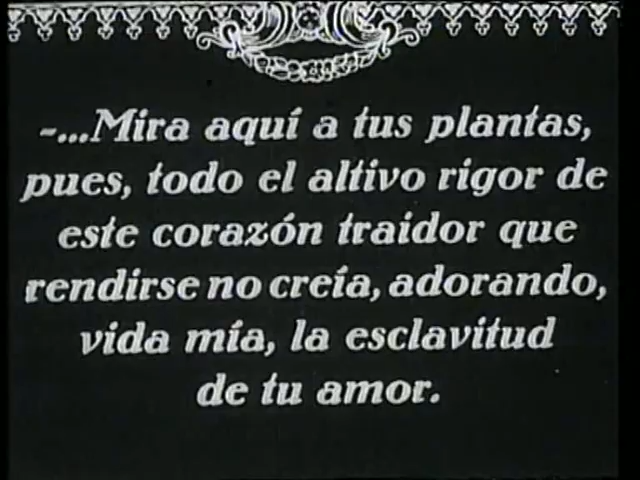 -...Mira aquí a tus plantas,
pues, todo el altivo rigor de
este corazón traidor que
rendirse no creía, adorando,
vida mía, la esclavitud
de tu amor.